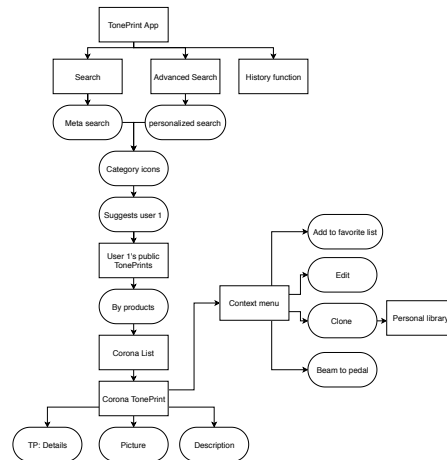 TonePrint App
Search
Advanced Search
History function
Meta search
personalized search
Category icons
Suggests user 1
User 1's public
TonePrints
By products
Corona List
Corona TonePrint
TP: Details
Picture
Description
Context menu
Add to favorite list
Edit
Clone
Personal library
Beam to pedal